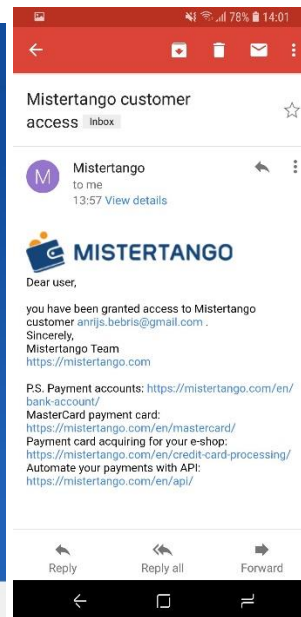 78% 14:01
Mistertango customer
access Inbox
M
Mistertango
to me
13:57 View details
MISTERTANGO
Dear user,
you have been granted access to Mistertango
customer anrijs.bebris@gmail.com .
Sincerely,
Mistertango Team
https://mistertango.com
P.S. Payment accounts: https://mistertango.com/en/
bank-account/
MasterCard payment card:
https://mistertango.com/en/mastercard/
Payment card acquiring for your e-shop:
https://mistertango.com/en/credit-card-processing/
Automate your payments with API:
https://mistertango.com/en/api/
Reply Reply all Forward